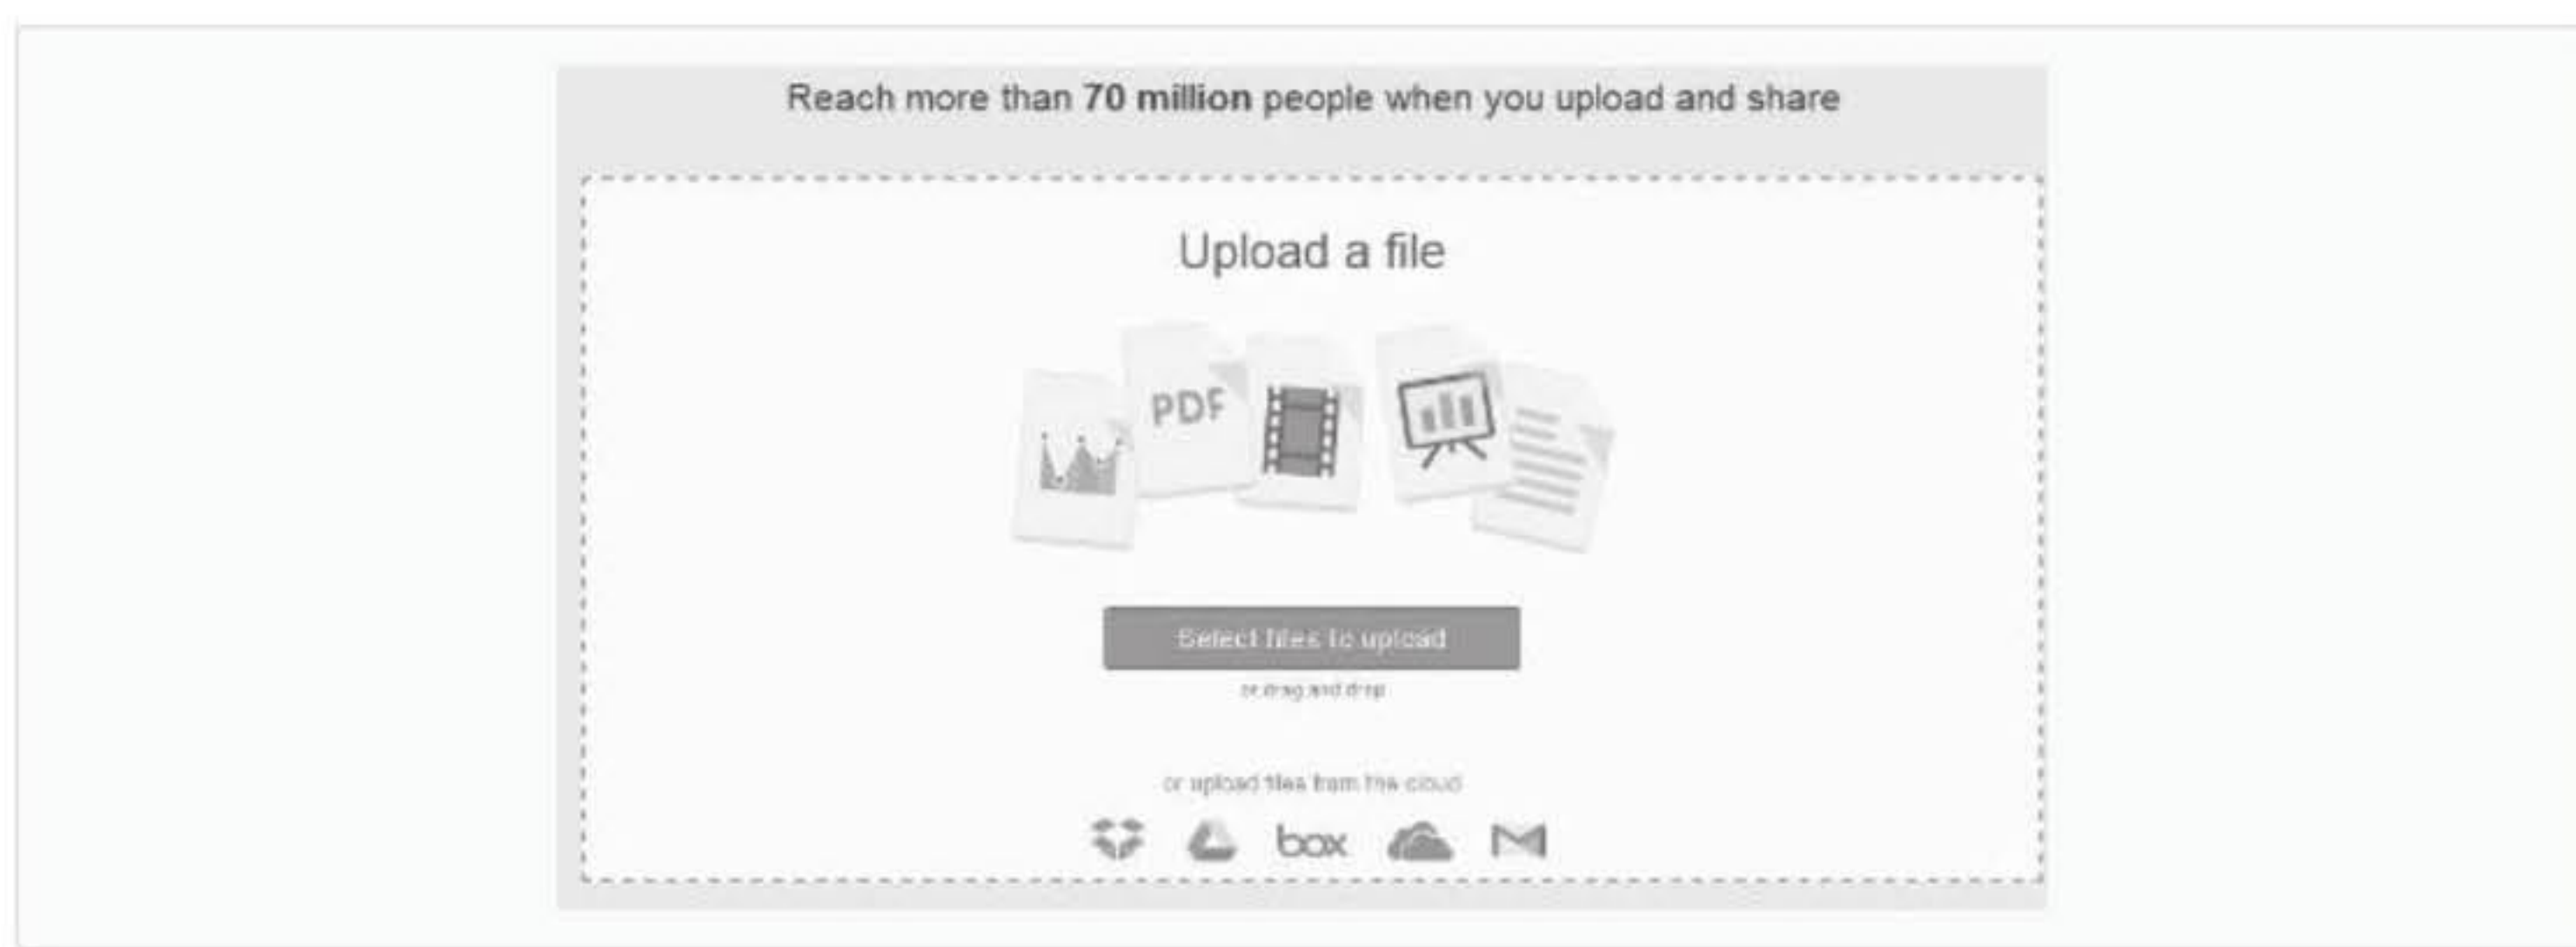 Reach more than 70 million people when you upload and share
Upload a file
PDF
Select files to upload
or drag and drop
or upload files from the cloud
box